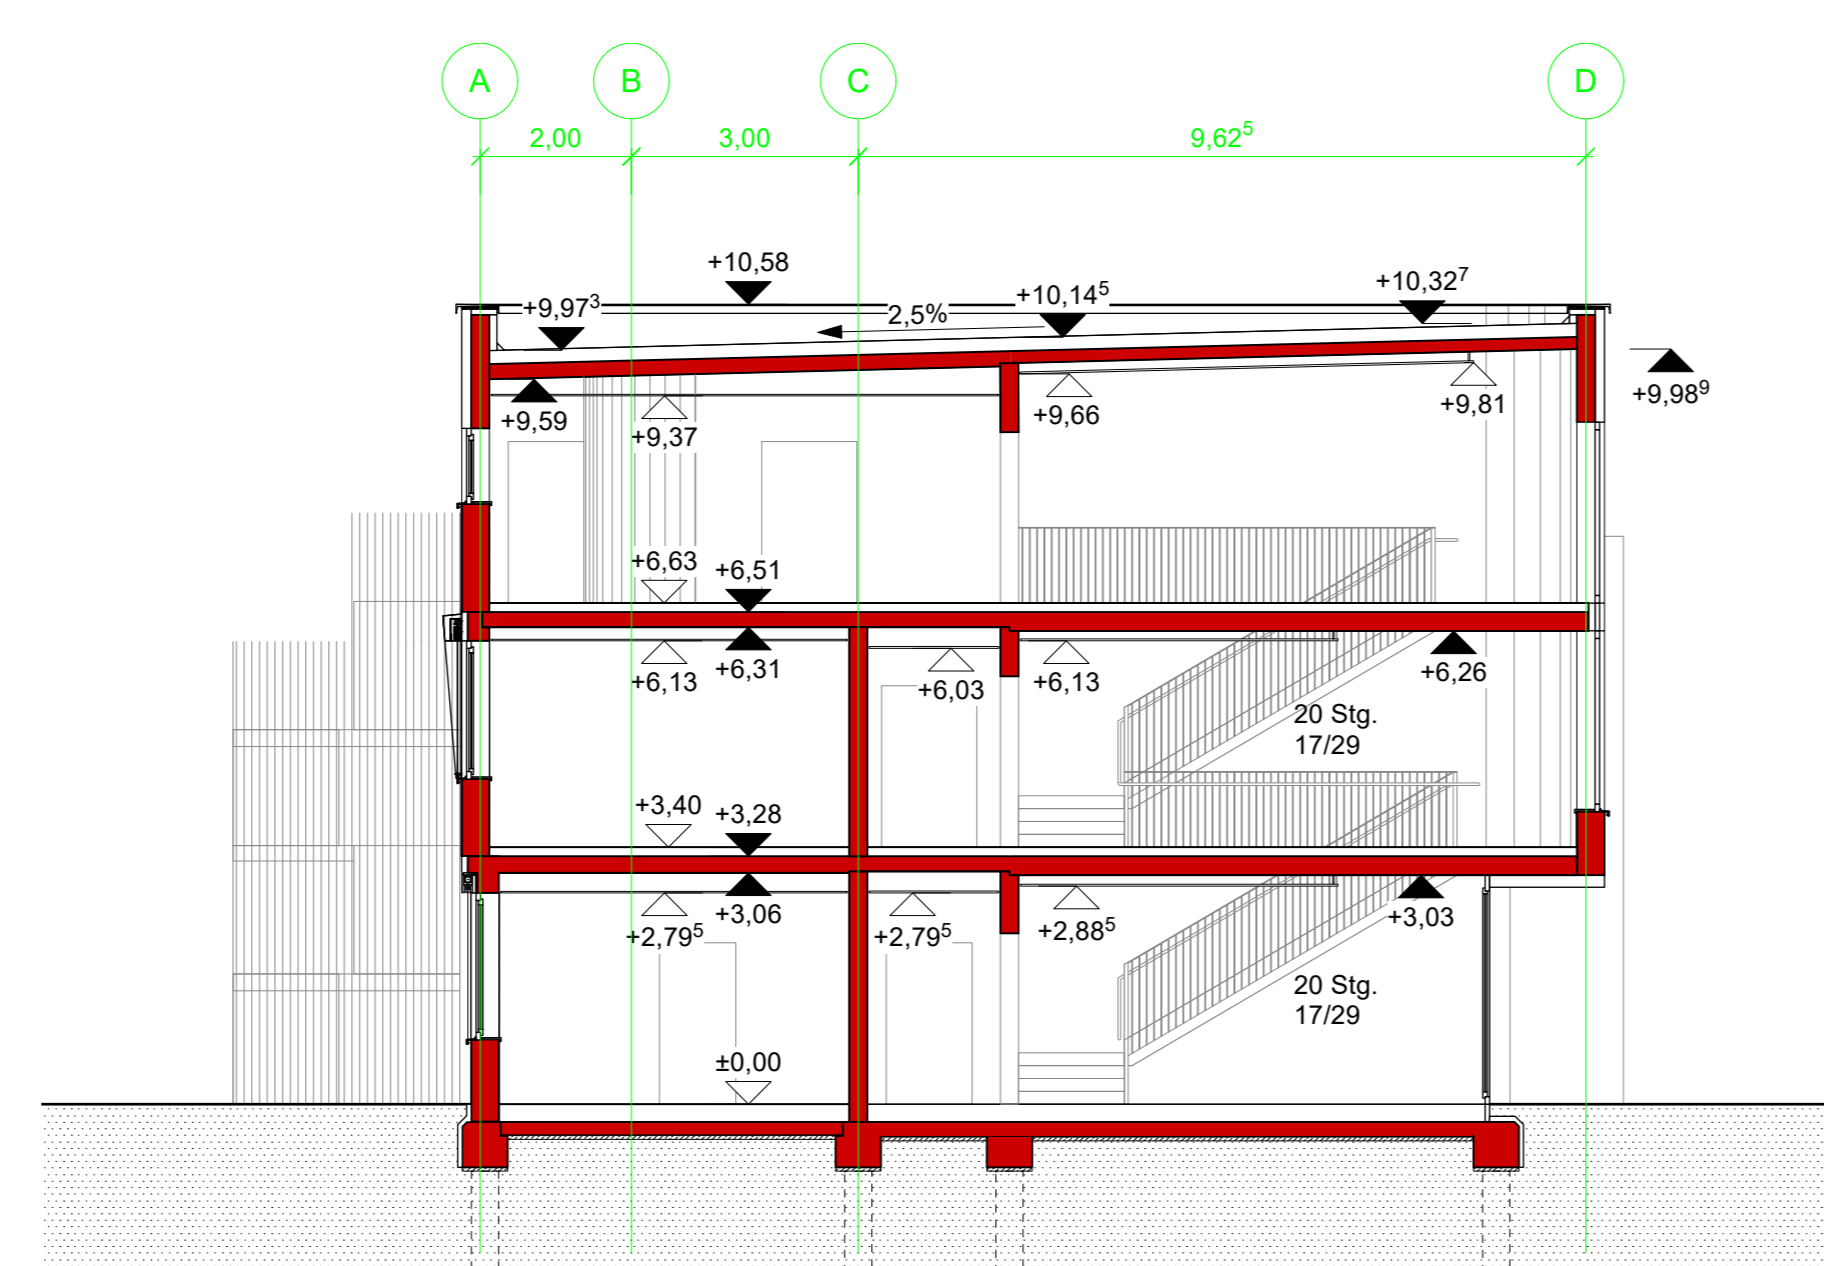 A B C D
2,00 3,00 9,62⁵
+10,58
+9,97³ 2,5% +10,14⁵ +10,32⁷
+9,59 +9,37 +9,66 +9,81 +9,98⁹
+6,63 +6,51
+6,13 +6,31 +6,03 +6,13 +6,26
20 Stg.
17/29
+3,40 +3,28
+2,79⁵ +3,06 +2,79⁵ +2,88⁵ +3,03
20 Stg.
17/29
±0,00